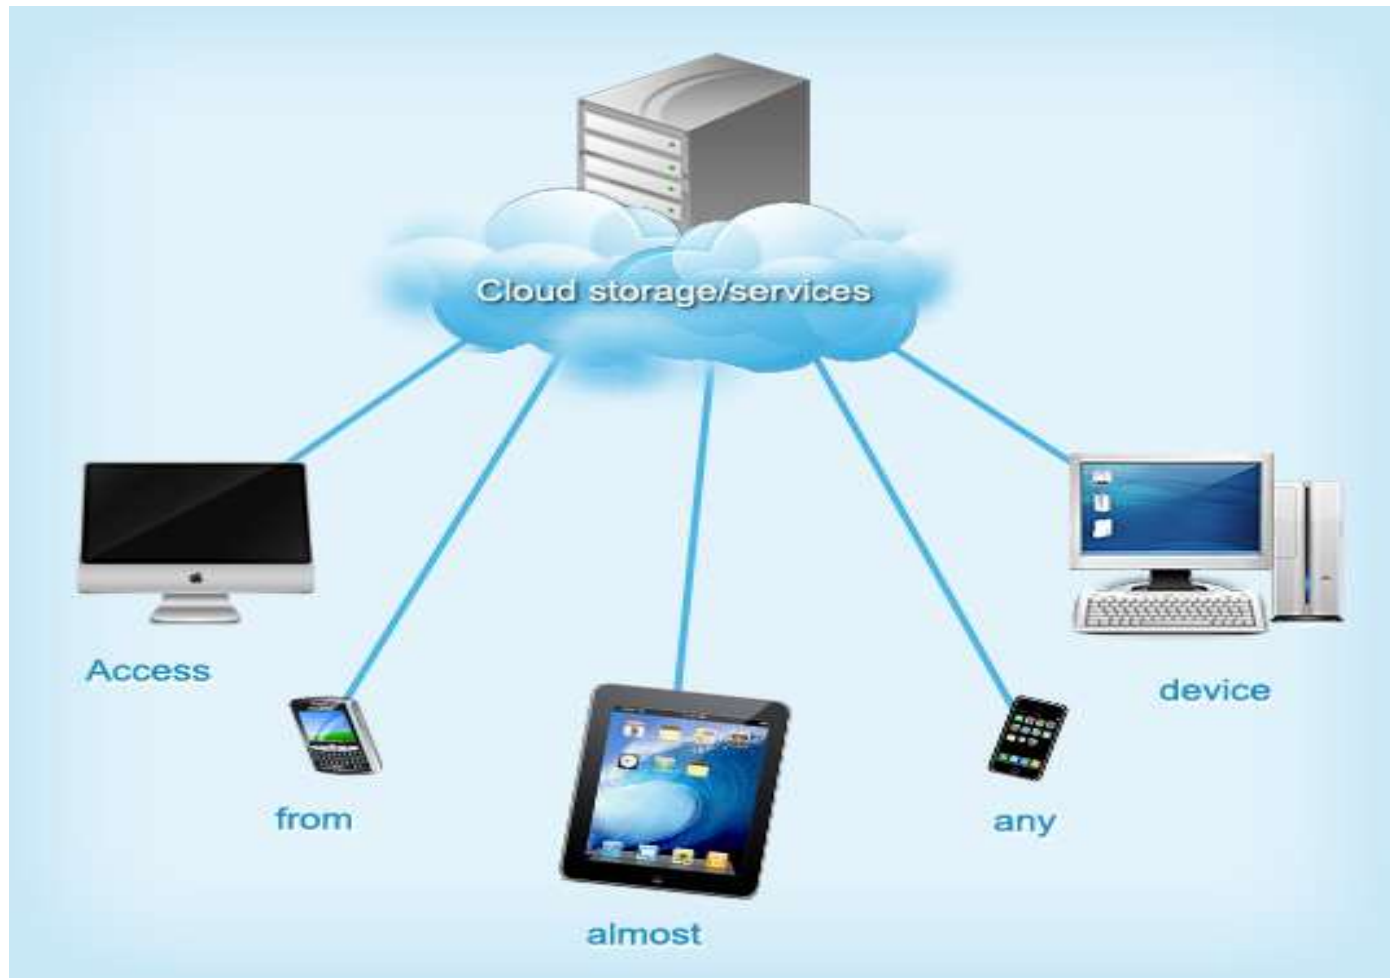 Cloud storage/services
Access
from
almost
any
device